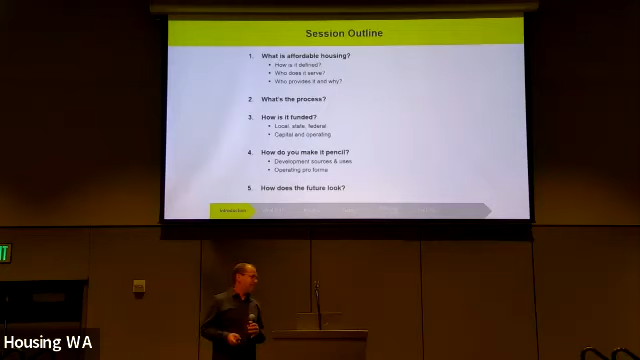 Session Outline
1. What is affordable housing?
• How is it defined?
• Who does it serve?
• Who provides it and why?
2. What's the process?
3. How is it funded?
• Local, state, federal
• Capital and operating
4. How do you make it pencil?
• Development sources & uses
• Operating pro forma
5. How does the future look?
Introduction
Housing WA